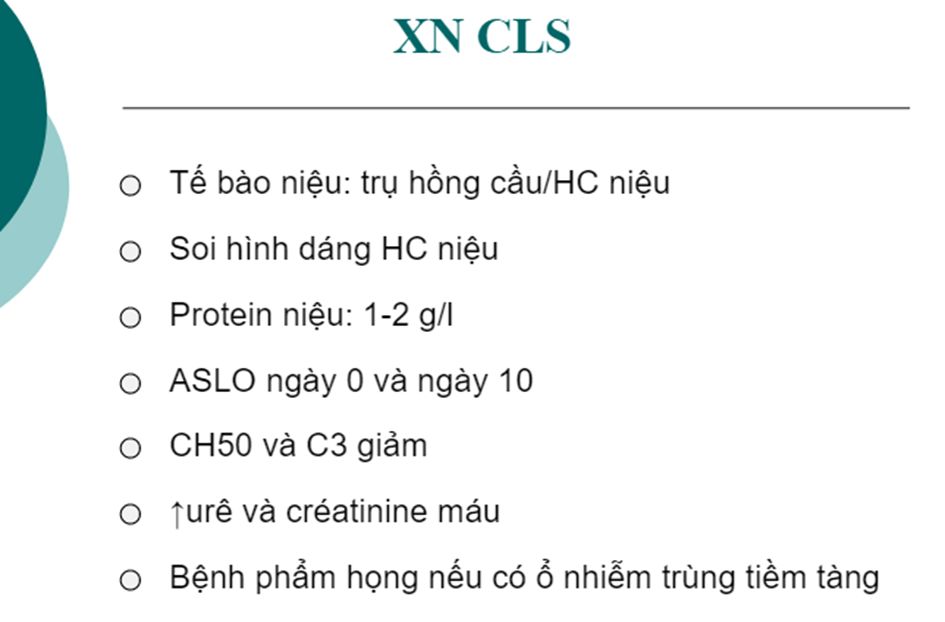 XN CLS
Tế bào niệu: trụ hồng cầu/HC niệu
Soi hình dáng HC niệu
Protein niệu: 1-2 g/l
ASLO ngày 0 và ngày 10
CH50 và C3 giảm
↑urê và créatinine máu
Bệnh phẩm họng nếu có ổ nhiễm trùng tiềm tàng